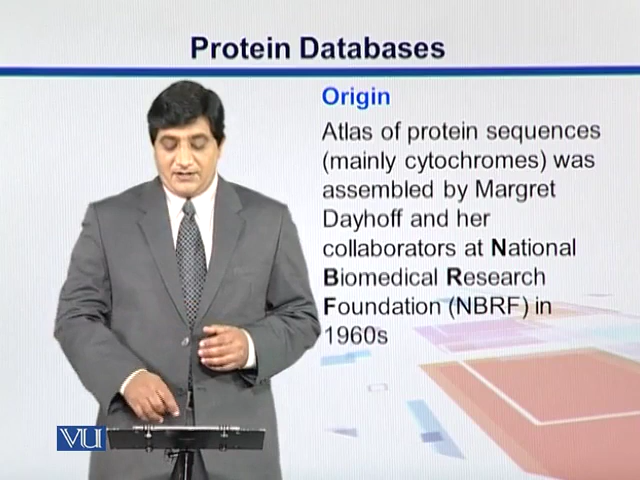 Protein Databases
Origin
Atlas of protein sequences
(mainly cytochromes) was
assembled by Margret
Dayhoff and her
collaborators at National
Biomedical Research
Foundation (NBRF) in
1960s
VU